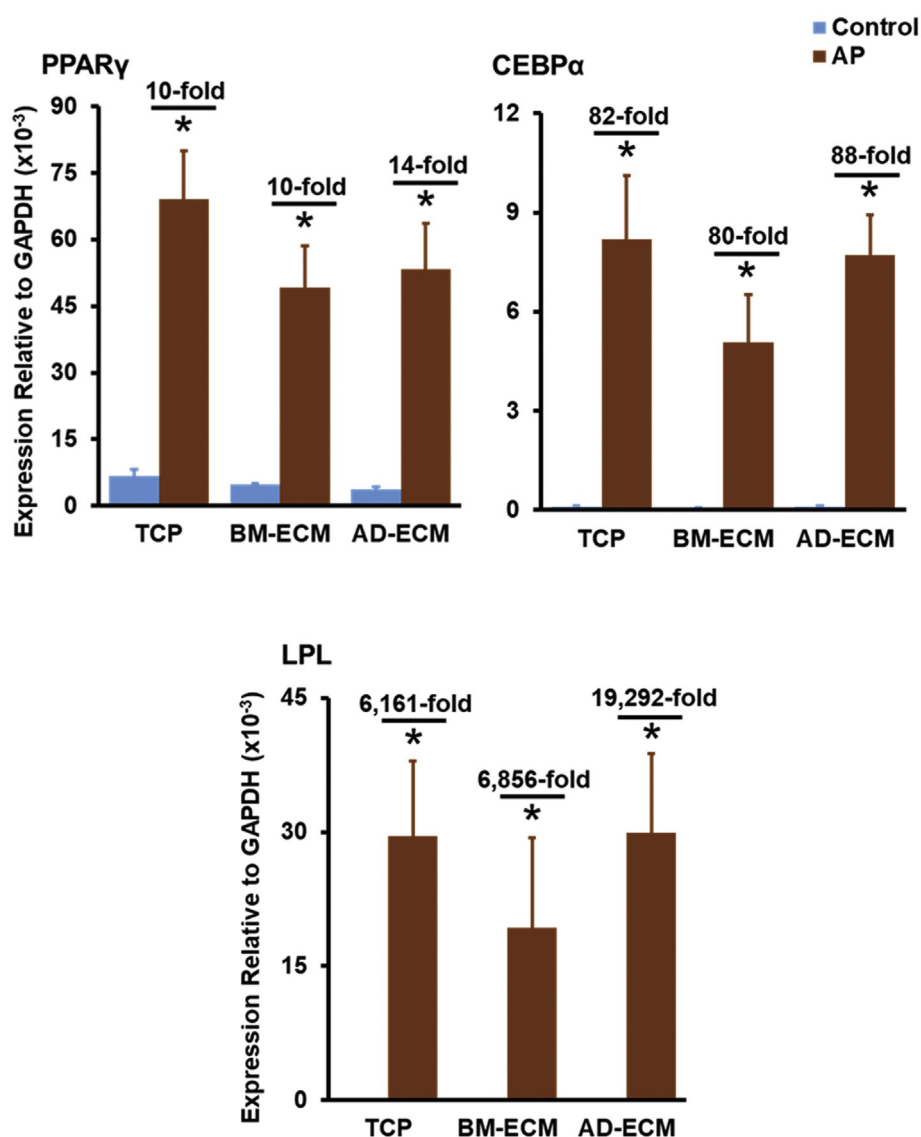 Control
AP
PPARγ
Expression Relative to GAPDH (x10-3)
90
75
60
45
30
15
0
10-fold
*
10-fold
*
14-fold
*
TCP BM-ECM AD-ECM
CEBPα
12
9
6
3
0
82-fold
*
80-fold
*
88-fold
*
TCP BM-ECM AD-ECM
LPL
Expression Relative to GAPDH (x10-3)
45
30
15
0
6,161-fold
*
6,856-fold
*
19,292-fold
*
TCP BM-ECM AD-ECM